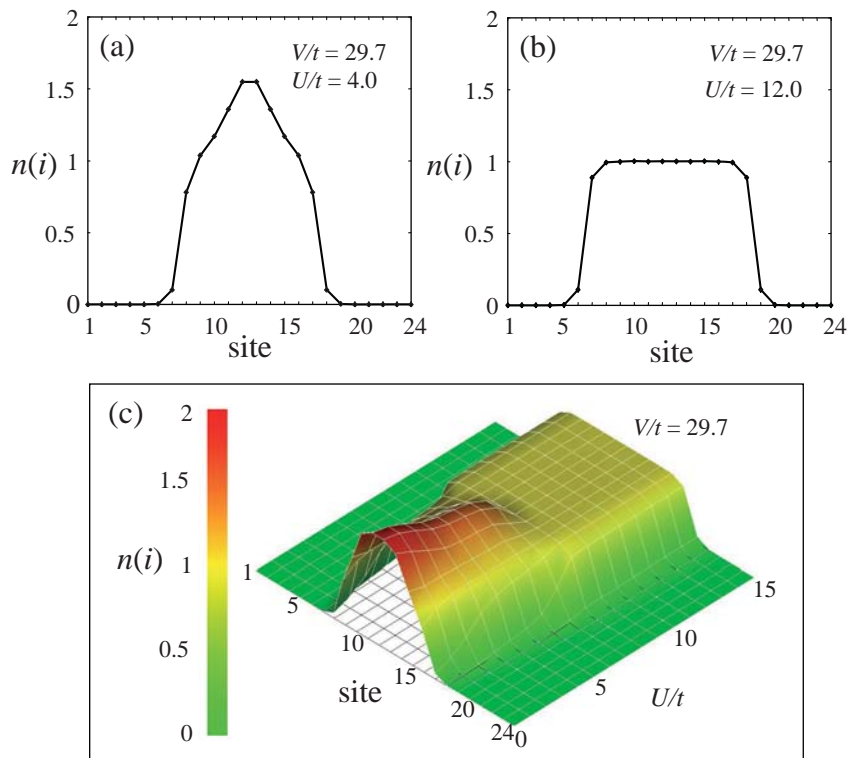 (a)
V/t = 29.7
U/t = 4.0
n(i)
2
1.5
1
0.5
0
1 5 10 15 20 24
site
(b)
V/t = 29.7
U/t = 12.0
n(i)
2
1.5
1
0.5
0
1 5 10 15 20 24
site
(c)
V/t = 29.7
n(i)
2
1.5
1
0.5
0
1
5
10
15
20
24
site
0
5
10
15
U/t